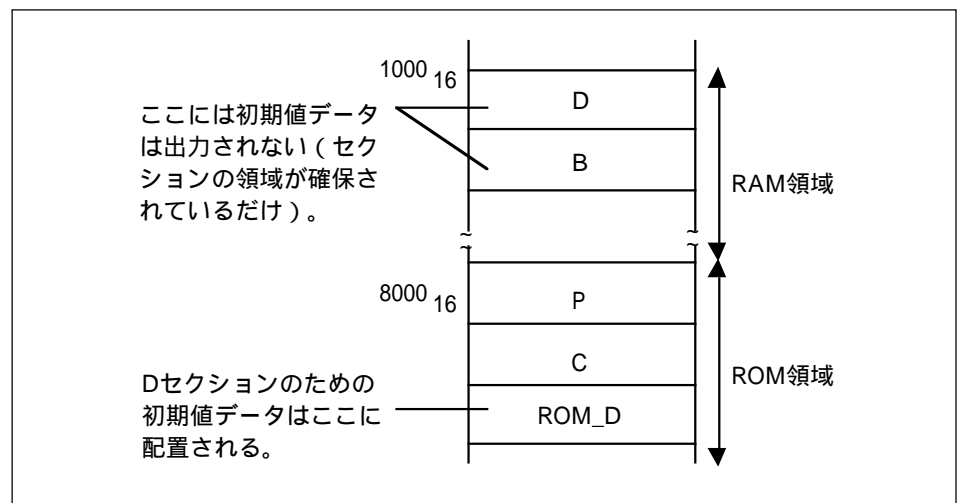 1000 16
ここには初期値データ
は出力されない（セク
ションの領域が確保さ
れているだけ）。
D
B
RAM領域
~ ~
~ ~
8000 16
P
C
ROM領域
Dセクションのための
初期値データはここに
配置される。
ROM_D